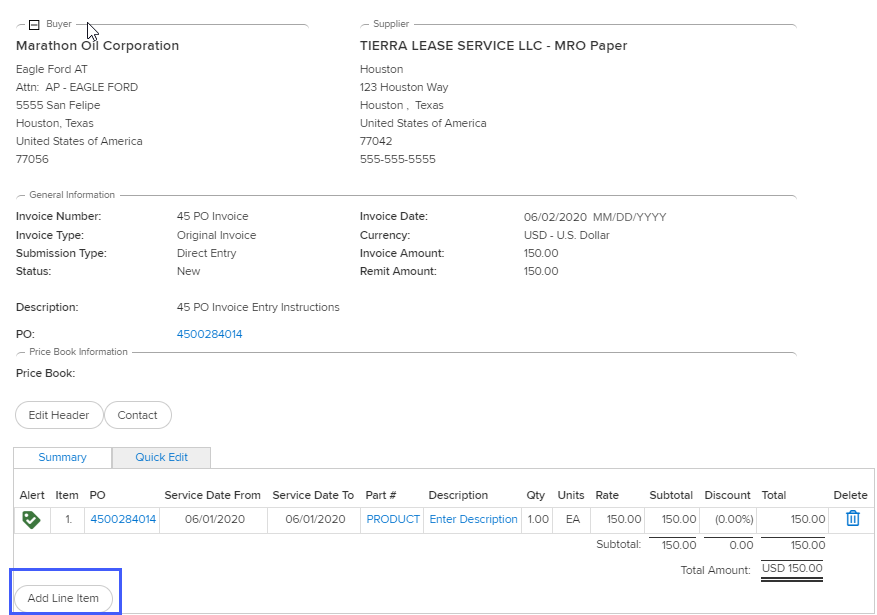 Buyer
Marathon Oil Corporation
Eagle Ford AT
Attn:  AP - EAGLE FORD
5555 San Felipe
Houston, Texas
United States of America
77056
Supplier
TIERRA LEASE SERVICE LLC - MRO Paper
Houston
123 Houston Way
Houston ,  Texas
United States of America
77042
555-555-5555
General Information
Invoice Number: 45 PO Invoice Invoice Date: 06/02/2020 MM/DD/YYYY
Invoice Type: Original Invoice Currency: USD - U.S. Dollar
Submission Type: Direct Entry Invoice Amount: 150.00
Status: New Remit Amount: 150.00
Description: 45 PO Invoice Entry Instructions
PO: 4500284014
Price Book Information
Price Book:
Edit Header Contact
Summary Quick Edit
Alert Item PO Service Date From Service Date To Part # Description Qty Units Rate Subtotal Discount Total Delete
1. 4500284014 06/01/2020 06/01/2020 PRODUCT Enter Description 1.00 EA 150.00 150.00 (0.00%) 150.00
Subtotal: 150.00 0.00 150.00
Total Amount: USD 150.00
Add Line Item